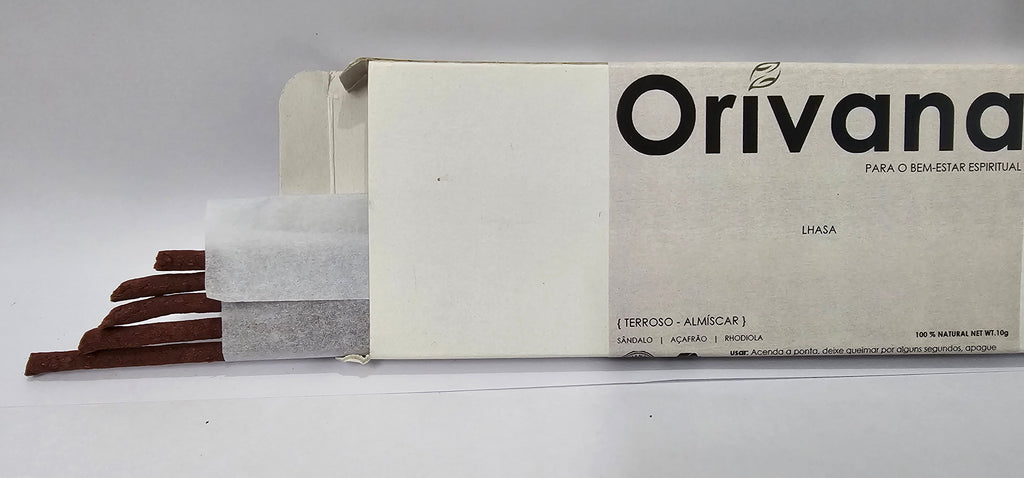 Orivana
PARA O BEM-ESTAR ESPIRITUAL
LHASA
{ TERROSO - ALMÍSCAR }
SÂNDALO | AÇAFRÃO | RHODIOLA
100 % NATURAL NET WT.10g
usar: Acenda a ponta, deixe queimar por alguns segundos, apague